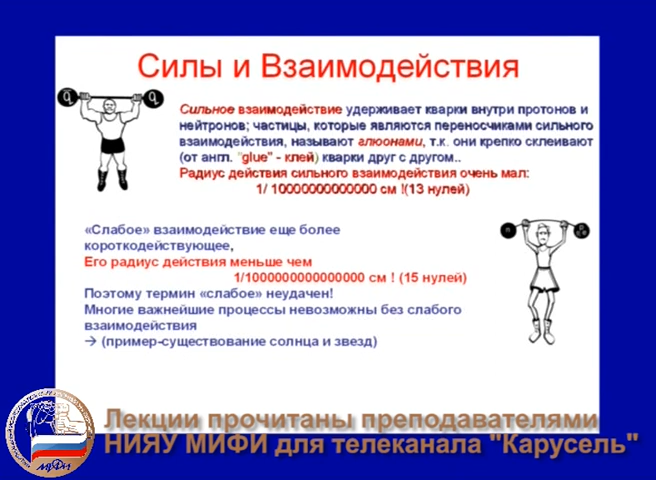 Силы и Взаимодействия
Q Q
Сильное взаимодействие удерживает кварки внутри протонов и
нейтронов; частицы, которые являются переносчиками сильного
взаимодействия, называют глюонами, т.к. они крепко склеивают
(от англ. "glue" - клей) кварки друг с другом..
Радиус действия сильного взаимодействия очень мал:
1/ 10000000000000 см !(13 нулей)
«Слабое» взаимодействие еще более
короткодействующее,
Его радиус действия меньше чем
1/1000000000000000 см ! (15 нулей)
Поэтому термин «слабое» неудачен!
Многие важнейшие процессы невозможны без слабого
взаимодействия
→ (пример-существование солнца и звезд)
Лекции прочитаны преподавателями
НИЯУ МИФИ для телеканала "Карусель"
МИФИ